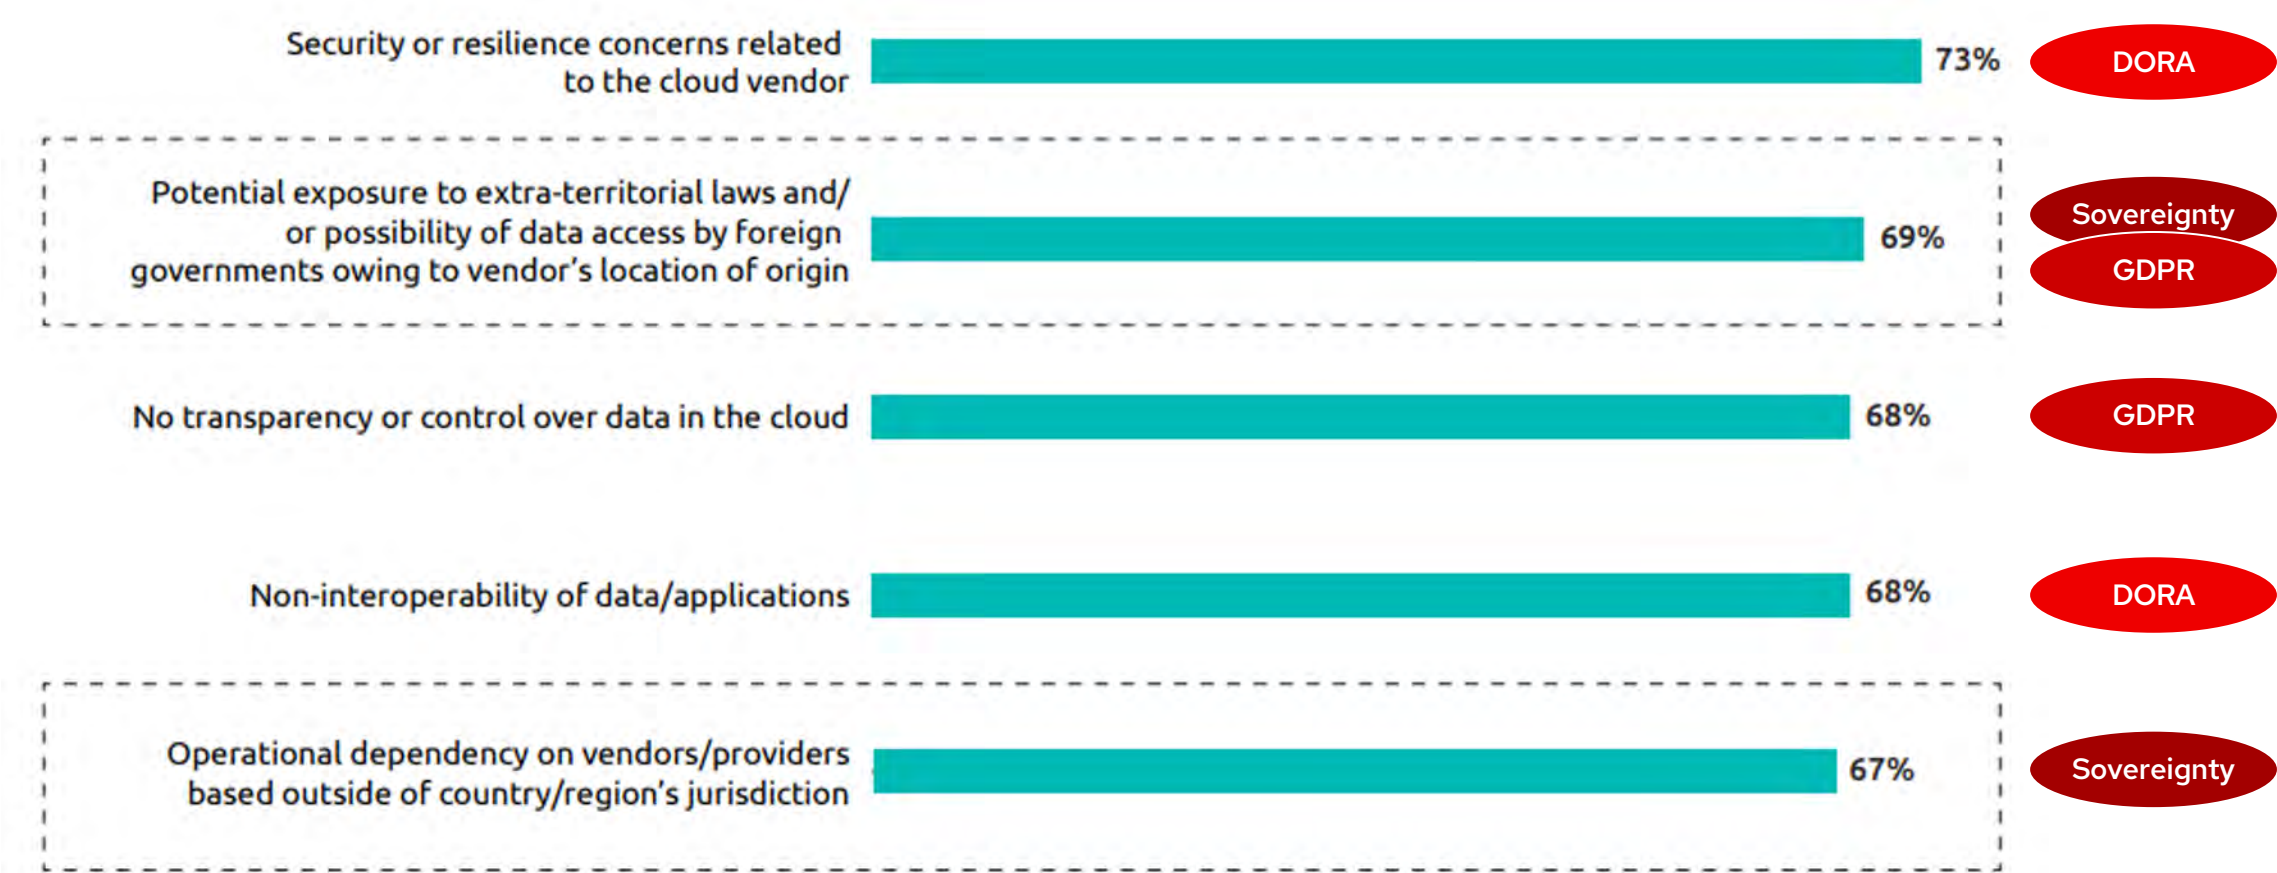 Security or resilience concerns related
to the cloud vendor
73%
DORA
Potential exposure to extra-territorial laws and/
or possibility of data access by foreign
governments owing to vendor's location of origin
69%
Sovereignty
GDPR
No transparency or control over data in the cloud
68%
GDPR
Non-interoperability of data/applications
68%
DORA
Operational dependency on vendors/providers
based outside of country/region's jurisdiction
67%
Sovereignty